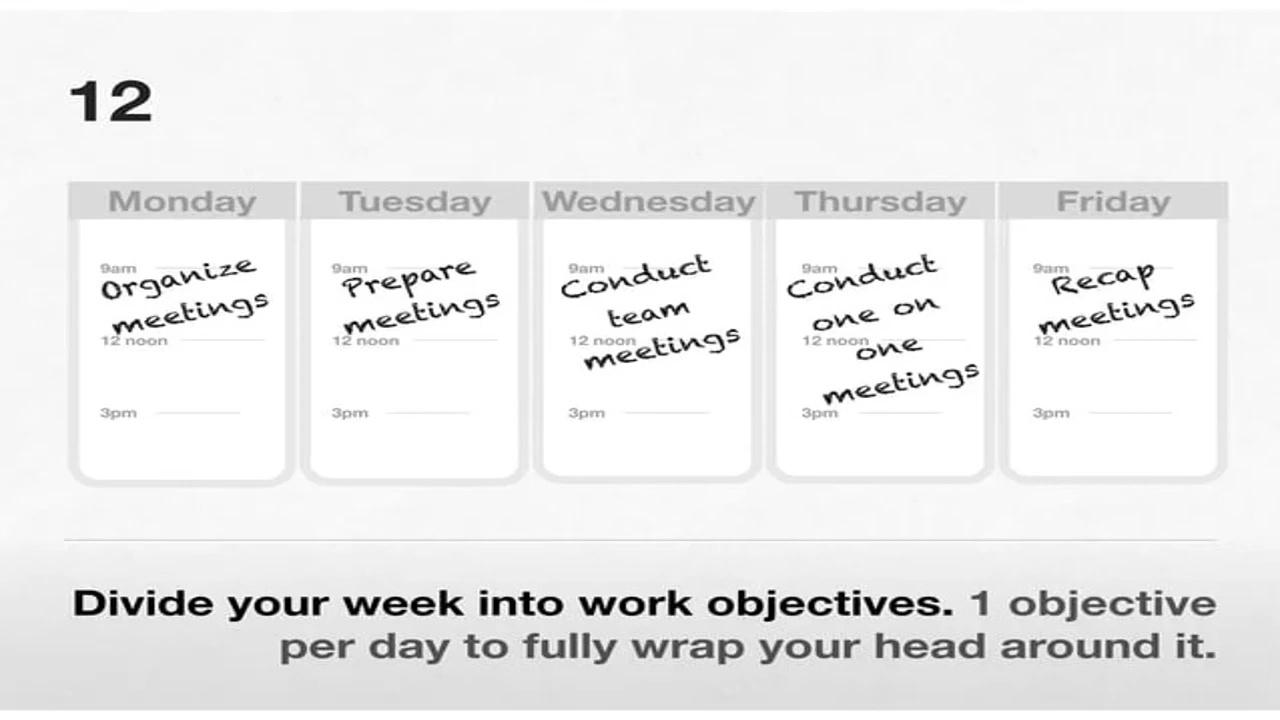 12
Monday
Tuesday
Wednesday
Thursday
Friday
9am
Organize
meetings
12 noon
3pm
9am
Prepare
meetings
12 noon
3pm
9am
Conduct
team
meetings
12 noon
3pm
9am
Conduct
one on
one
meetings
12 noon
3pm
9am
Recap
meetings
12 noon
3pm
Divide your week into work objectives. 1 objective
per day to fully wrap your head around it.